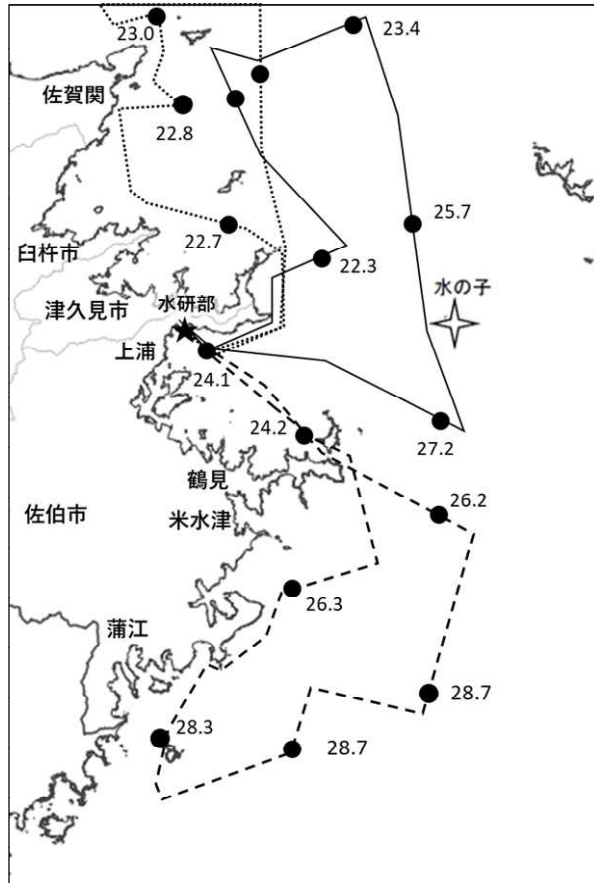 23.0
23.4
佐賀関
22.8
25.7
22.7
臼杵市
22.3
津久見市
水研部
水の子
上浦
24.1
24.2
27.2
鶴見
26.2
佐伯市
米水津
26.3
蒲江
28.7
28.3
28.7